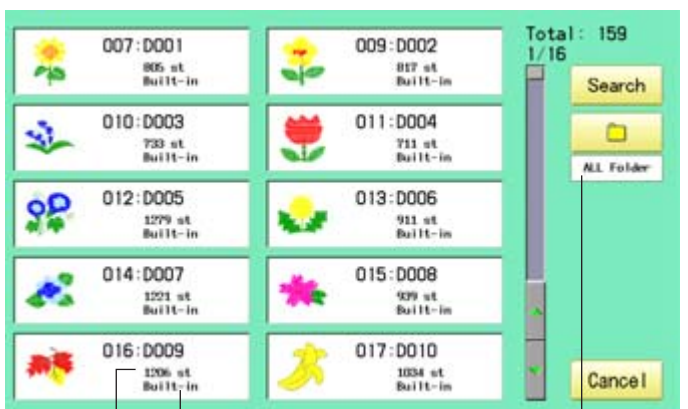 007:D001
805 st
Built-in
009:D002
817 st
Built-in
010:D003
733 st
Built-in
011:D004
711 st
Built-in
012:D005
1279 st
Built-in
013:D006
911 st
Built-in
014:D007
1221 st
Built-in
015:D008
939 st
Built-in
016:D009
1206 st
Built-in
017:D010
1034 st
Built-in
Total: 159
1/16
Search
ALL Folder
Cancel